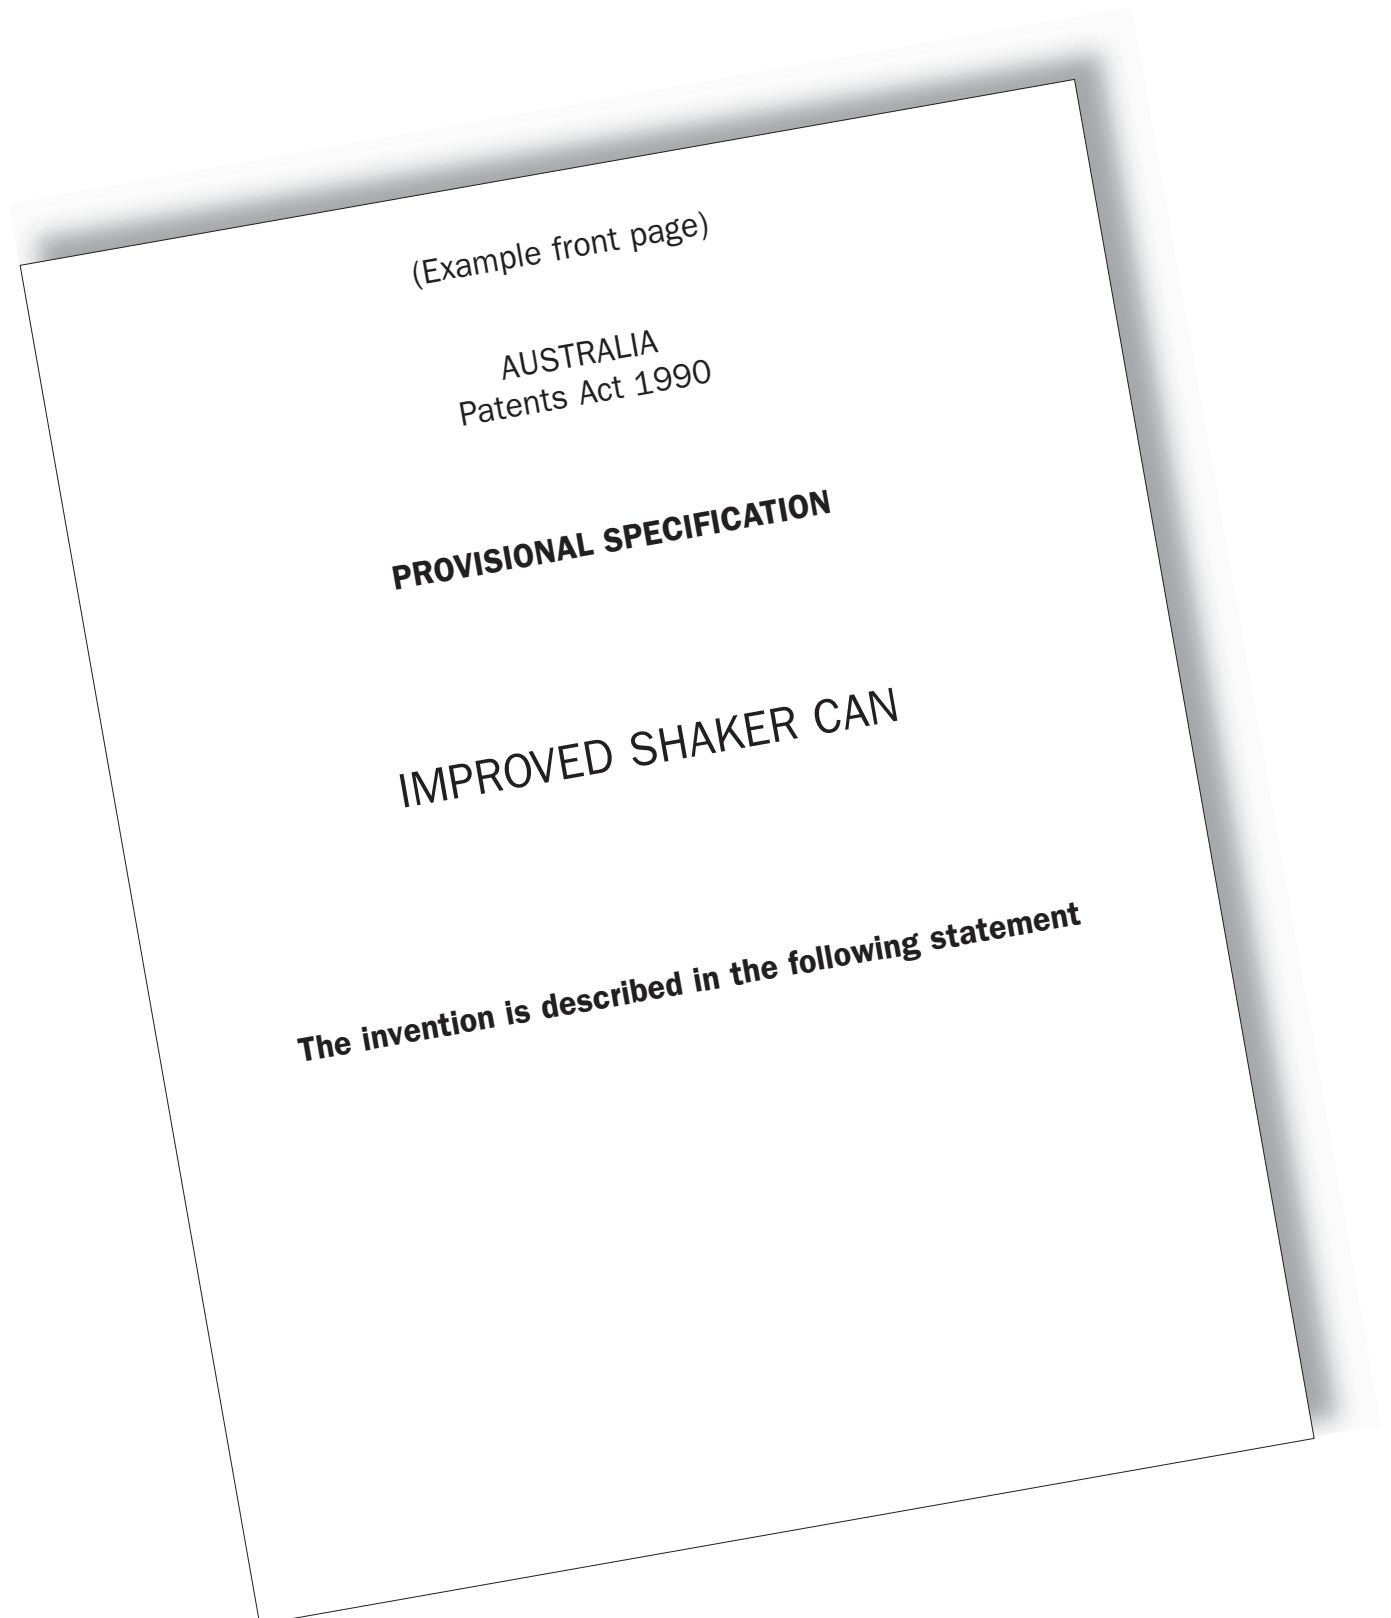 (Example front page)
AUSTRALIA
Patents Act 1990
PROVISIONAL SPECIFICATION
IMPROVED SHAKER CAN
The invention is described in the following statement